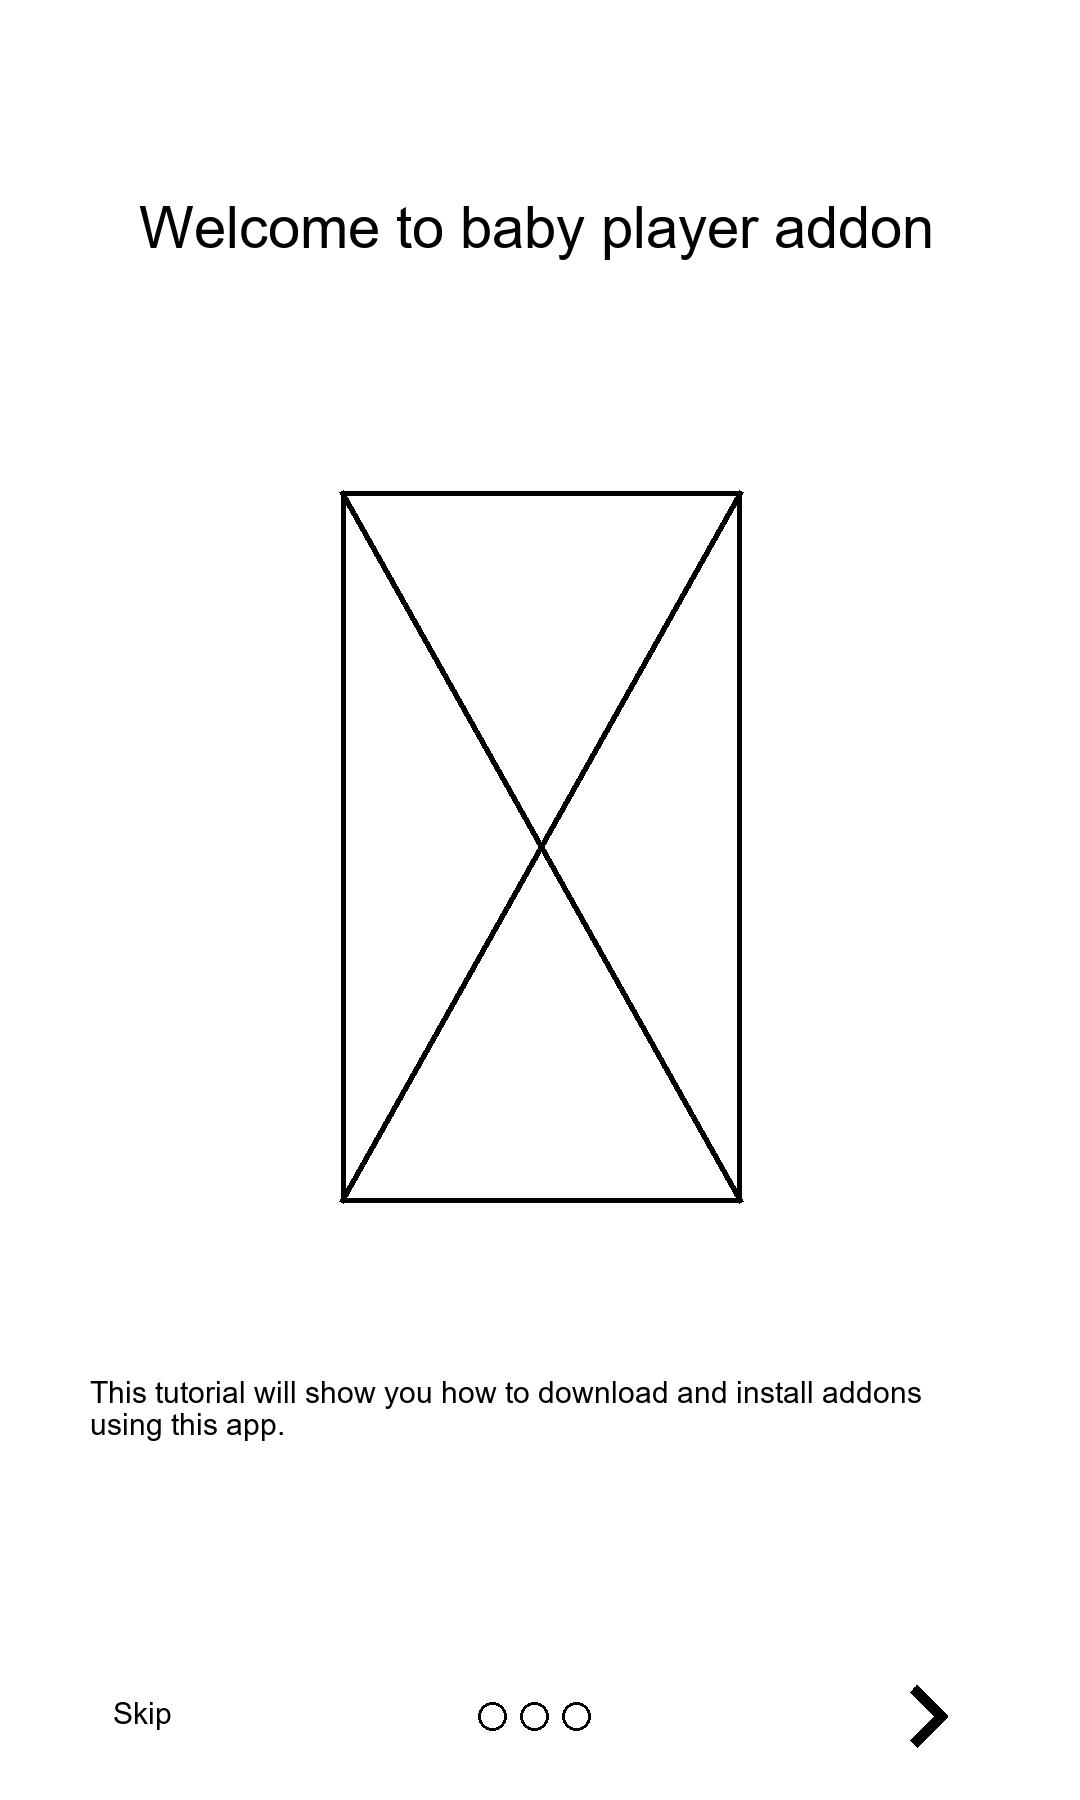 Welcome to baby player addon
This tutorial will show you how to download and install addons
using this app.
Skip